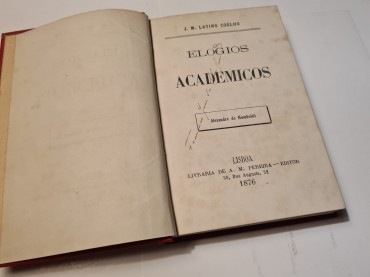 J. M. LATINO COELHO
ELOGIOS
ACADEMICOS
Alexandre de Humboldt
LISBOA
LIVRARIA DE A. M. PEREIRA—EDITOR
50, Rua Augusta, 52
1876